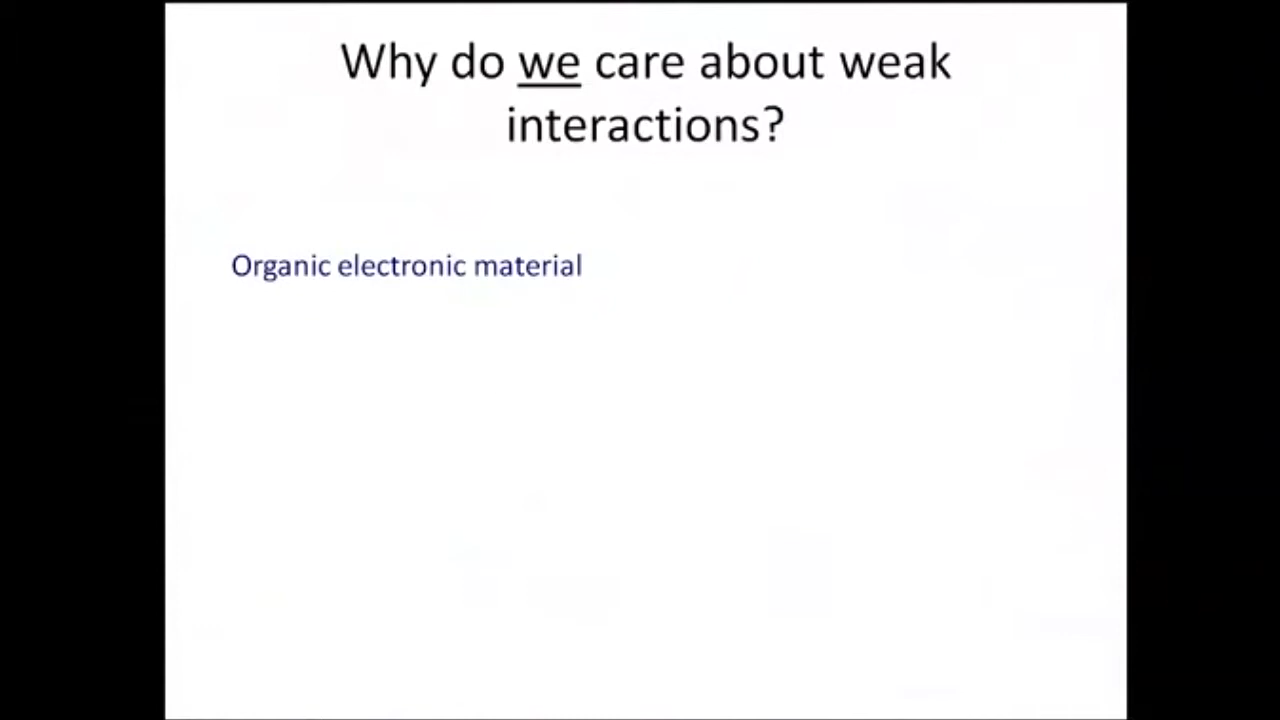 Why do we care about weak
interactions?
Organic electronic material